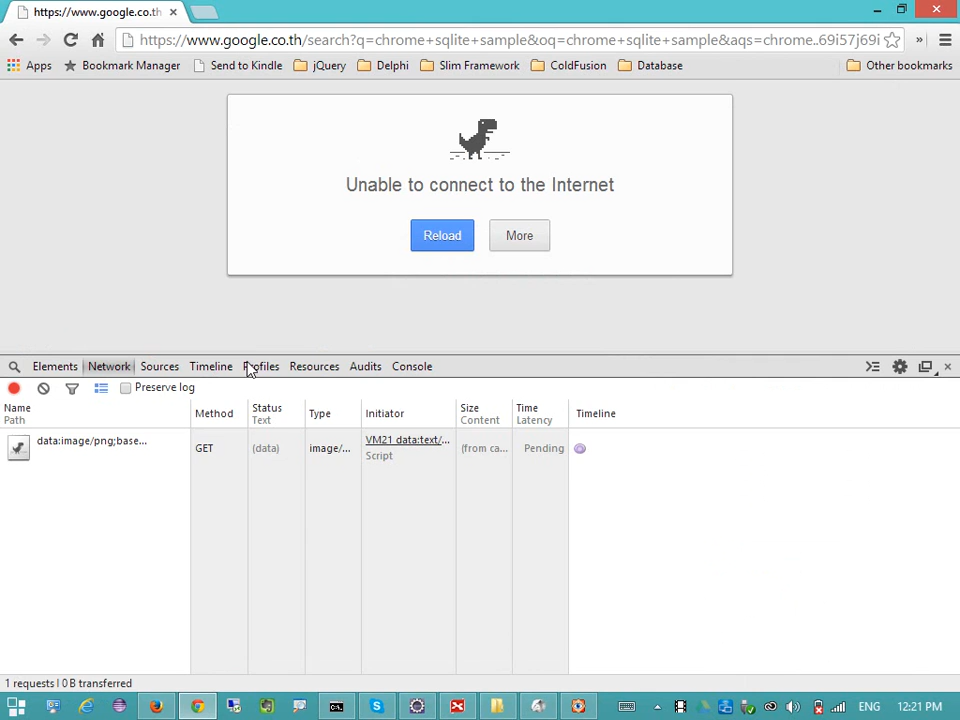 https://www.google.co.th
https://www.google.co.th/search?q=chrome+sqlite+sample&oq=chrome+sqlite+sample&aqs=chrome..69i57j69i
Apps Bookmark Manager Send to Kindle jQuery Delphi Slim Framework ColdFusion Database Other bookmarks
Unable to connect to the Internet
Reload More
Elements Network Sources Timeline Profiles Resources Audits Console
Preserve log
Name Method Status Type Initiator Size Time Timeline
Path Text Content Latency
data:image/png;base... GET (data) image/... VM21 data:text/... (from ca... Pending
Script
1 requests | 0 B transferred
ENG 12:21 PM